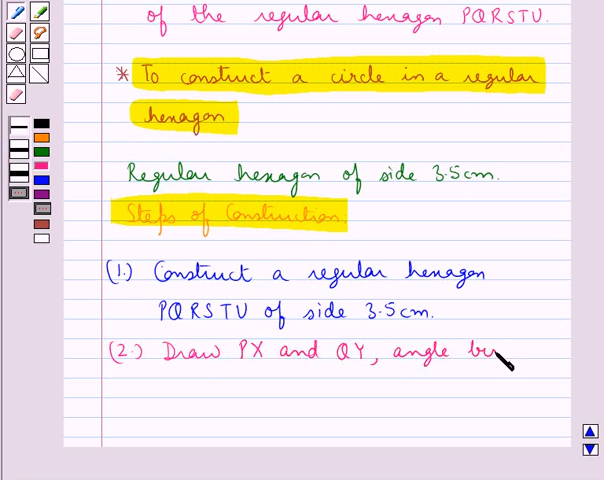 of the regular hexagon PQRSTU.
* To construct a circle in a regular
hexagon
Regular hexagon of side 3.5cm.
Steps of Construction.
(1.) Construct a regular hexagon
PQRSTU of side 3.5cm.
(2.) Draw PX and QY, angle